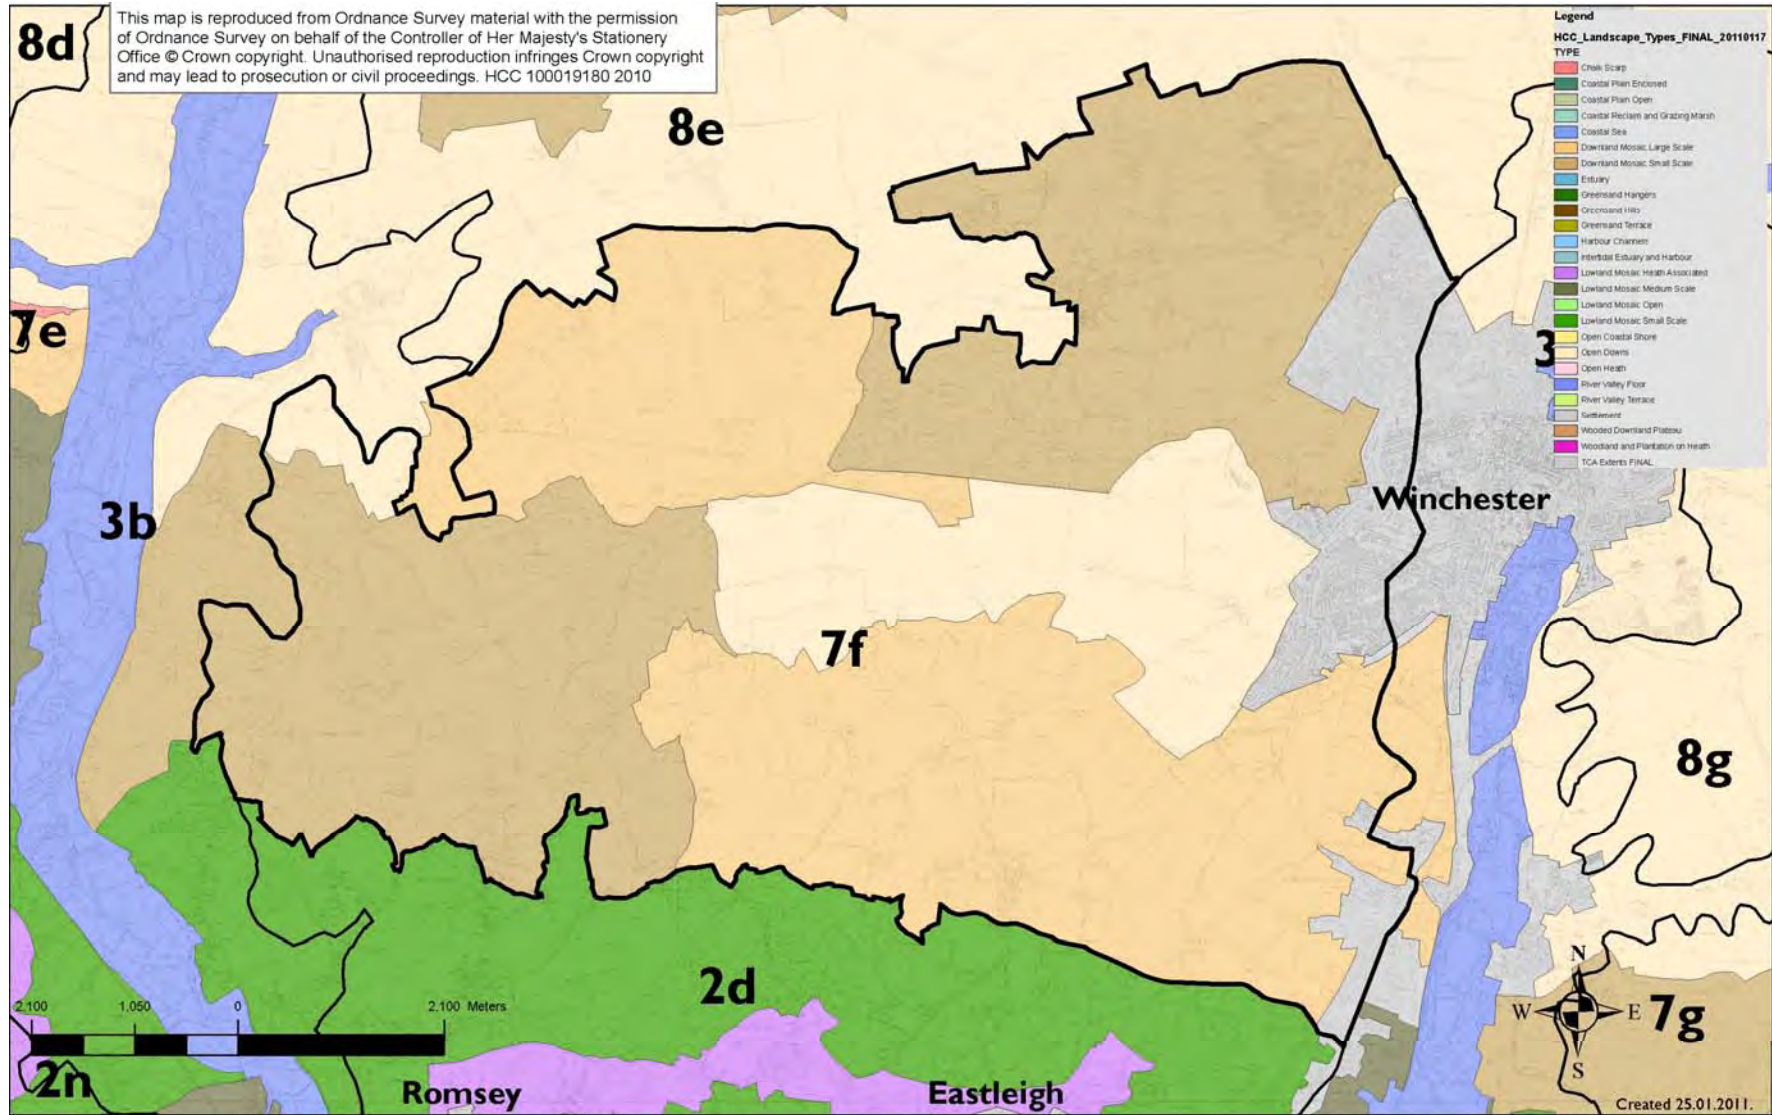 This map is reproduced from Ordnance Survey material with the permission
of Ordnance Survey on behalf of the Controller of Her Majesty's Stationery
Office © Crown copyright. Unauthorised reproduction infringes Crown copyright
and may lead to prosecution or civil proceedings. HCC 100019180 2010
8d
8e
7e
3b
7f
3
Winchester
8g
2d
7g
2n
Romsey
Eastleigh
Legend
HCC_Landscape_Types_FINAL_20110117
TYPE
Chalk Scarp
Coastal Plain Enclosed
Coastal Plain Open
Coastal Reclaim and Grazing Marsh
Coastal Sea
Downland Mosaic Large Scale
Downland Mosaic Small Scale
Estuary
Greensand Hangers
Greensand Hills
Greensand Terrace
Harbour Channels
Intertidal Estuary and Harbour
Lowland Mosaic Heath Associated
Lowland Mosaic Medium Scale
Lowland Mosaic Open
Lowland Mosaic Small Scale
Open Coastal Shore
Open Downs
Open Heath
River Valley Floor
River Valley Terrace
Settlement
Wooded Downland Plateau
Woodland and Plantation on Heath
TCA Extents FINAL
2,100 1,050 0 2,100 Meters
N
W E
S
Created 25.01.2011.